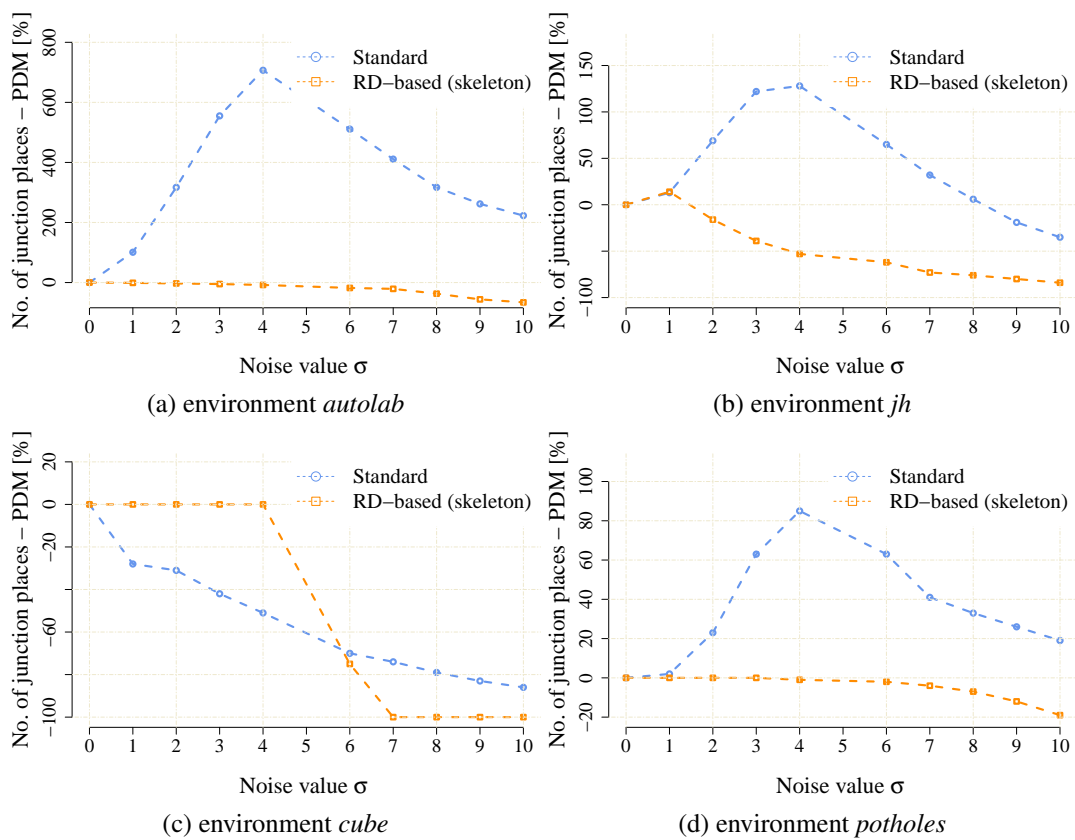 No. of junction places − PDM [%]
0 200 400 600 800
Standard
RD−based (skeleton)
0 1 2 3 4 5 6 7 8 9 10
Noise value σ
(a) environment autolab
No. of junction places − PDM [%]
−100 0 50 100 150
Standard
RD−based (skeleton)
0 1 2 3 4 5 6 7 8 9 10
Noise value σ
(b) environment jh
No. of junction places − PDM [%]
−100 −60 −20 0 20
Standard
RD−based (skeleton)
0 1 2 3 4 5 6 7 8 9 10
Noise value σ
(c) environment cube
No. of junction places − PDM [%]
−20 0 20 40 60 80 100
Standard
RD−based (skeleton)
0 1 2 3 4 5 6 7 8 9 10
Noise value σ
(d) environment potholes